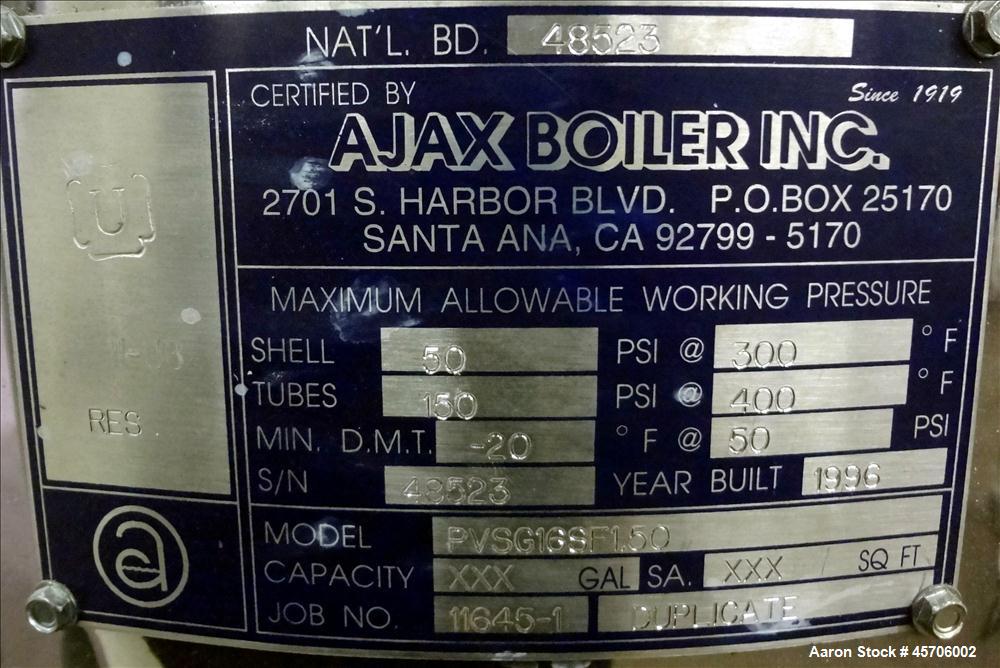 NAT'L. BD. 48523
CERTIFIED BY
Since 1919
AJAX BOILER INC.
2701 S. HARBOR BLVD. P.O.BOX 25170
SANTA ANA, CA 92799 - 5170
U
RES
MAXIMUM ALLOWABLE WORKING PRESSURE
SHELL 50 PSI @ 300 °F
TUBES 150 PSI @ 400 °F
MIN. D.M.T. -20 °F @ 50 PSI
S/N 48523 YEAR BUILT 1996
a
MODEL PVSG16SF1.50
CAPACITY XXX GAL SA. XXX SQ FT
JOB NO. 11645-1 DUPLICATE
Aaron Stock # 45706002